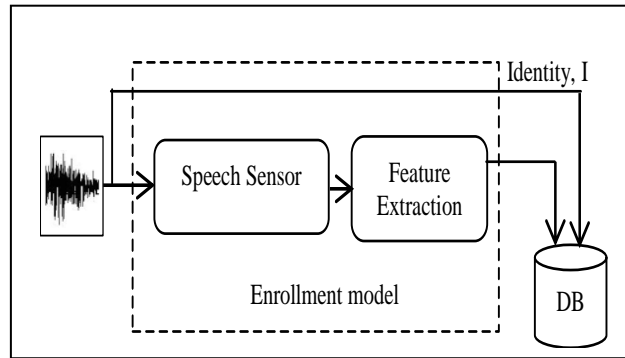 Identity, I
Speech Sensor
Feature
Extraction
Enrollment model
DB